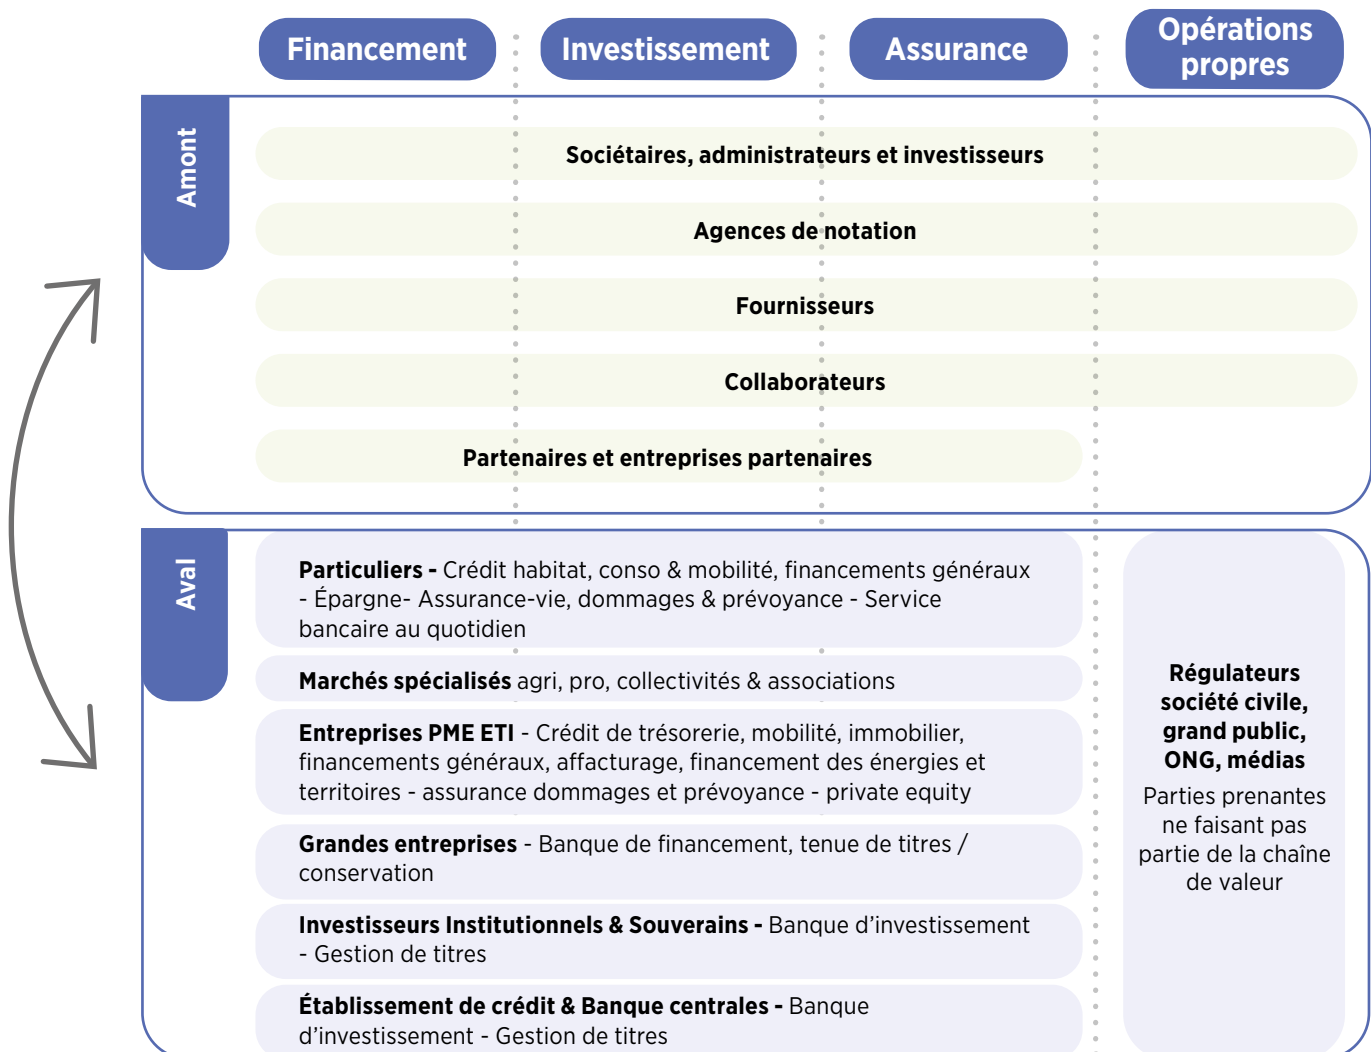 Financement
Investissement
Assurance
Opérations
propres
Amont
Sociétaires, administrateurs et investisseurs
Agences de notation
Fournisseurs
Collaborateurs
Partenaires et entreprises partenaires
Aval
Particuliers - Crédit habitat, conso & mobilité, financements généraux
- Épargne- Assurance-vie, dommages & prévoyance - Service
bancaire au quotidien
Marchés spécialisés agri, pro, collectivités & associations
Entreprises PME ETI - Crédit de trésorerie, mobilité, immobilier,
financements généraux, affacturage, financement des énergies et
territoires - assurance dommages et prévoyance - private equity
Grandes entreprises - Banque de financement, tenue de titres /
conservation
Investisseurs Institutionnels & Souverains - Banque d’investissement
- Gestion de titres
Établissement de crédit & Banque centrales - Banque
d’investissement - Gestion de titres
Régulateurs
société civile,
grand public,
ONG, médias
Parties prenantes
ne faisant pas
partie de la chaîne
de valeur